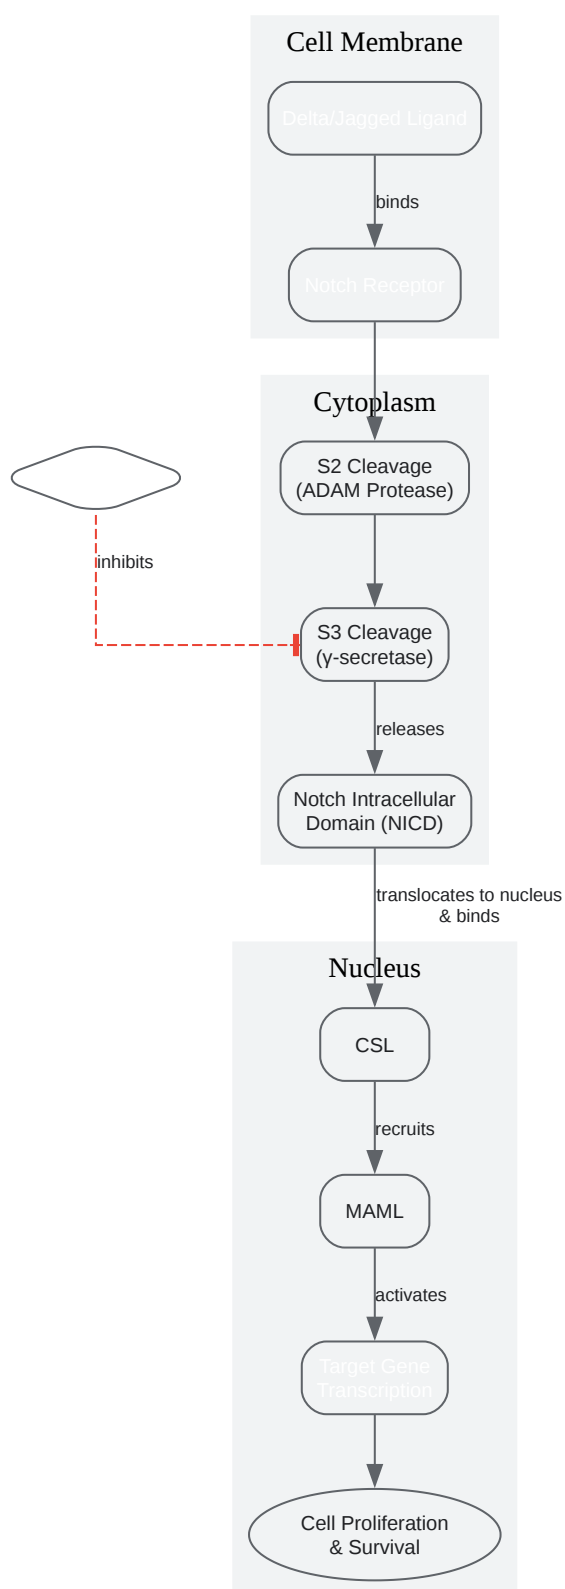 Cell Membrane
Delta/Jagged Ligand
binds
Notch Receptor
Cytoplasm
S2 Cleavage
(ADAM Protease)
inhibits
S3 Cleavage
(γ-secretase)
releases
Notch Intracellular
Domain (NICD)
translocates to nucleus
& binds
Nucleus
CSL
recruits
MAML
activates
Target Gene
Transcription
Cell Proliferation
& Survival